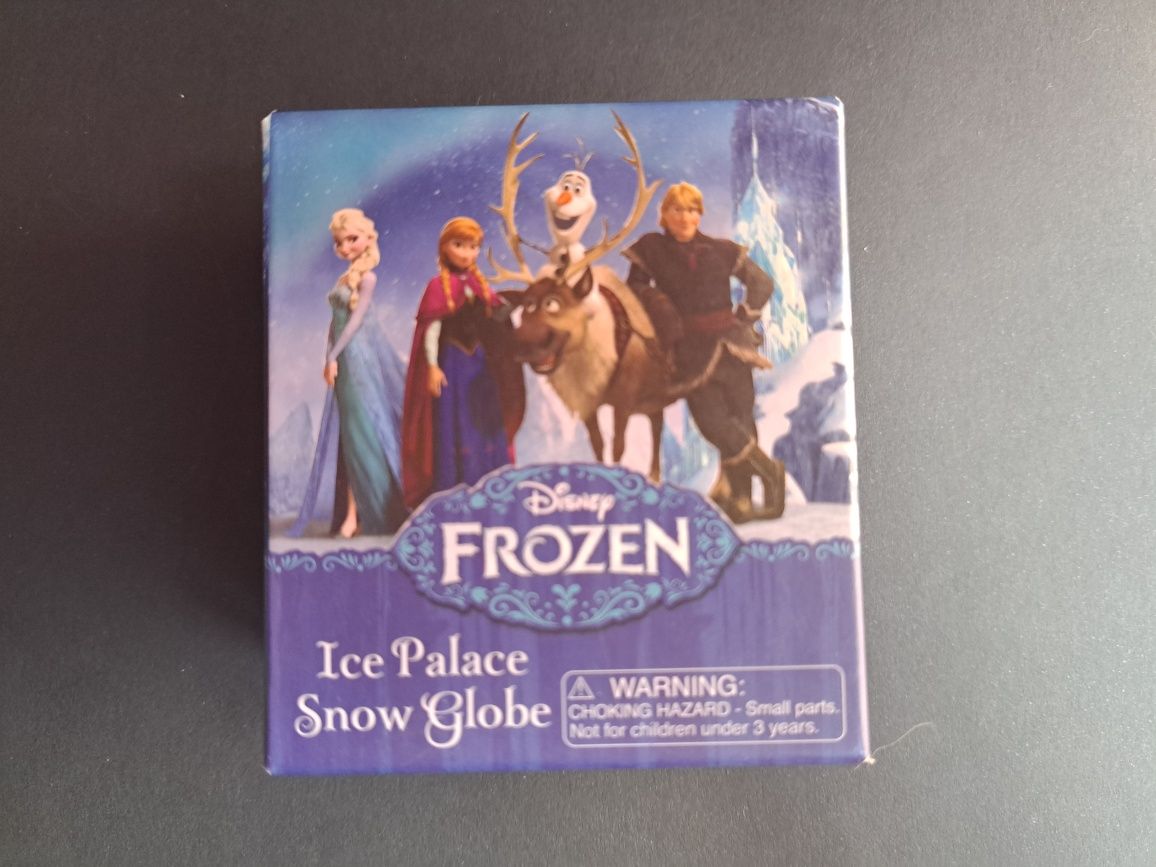 Disney
FROZEN
Ice Palace
Snow Globe
WARNING:
CHOKING HAZARD - Small parts.
Not for children under 3 years.